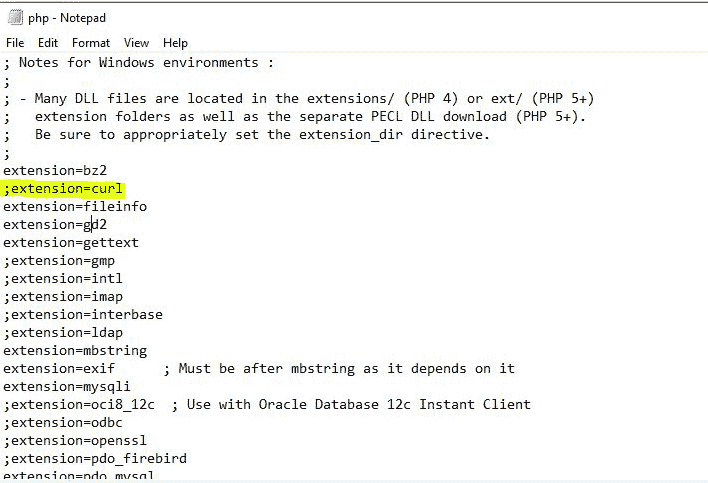 php - Notepad
File Edit Format View Help
; Notes for Windows environments :
;
; - Many DLL files are located in the extensions/ (PHP 4) or ext/ (PHP 5+)
;   extension folders as well as the separate PECL DLL download (PHP 5+).
;   Be sure to appropriately set the extension_dir directive.
;
extension=bz2
;extension=curl
extension=fileinfo
extension=gd2
extension=gettext
;extension=gmp
;extension=intl
;extension=imap
;extension=interbase
;extension=ldap
extension=mbstring
extension=exif      ; Must be after mbstring as it depends on it
extension=mysqli
;extension=oci8_12c  ; Use with Oracle Database 12c Instant Client
;extension=odbc
;extension=openssl
;extension=pdo_firebird
extension=pdo_mysql